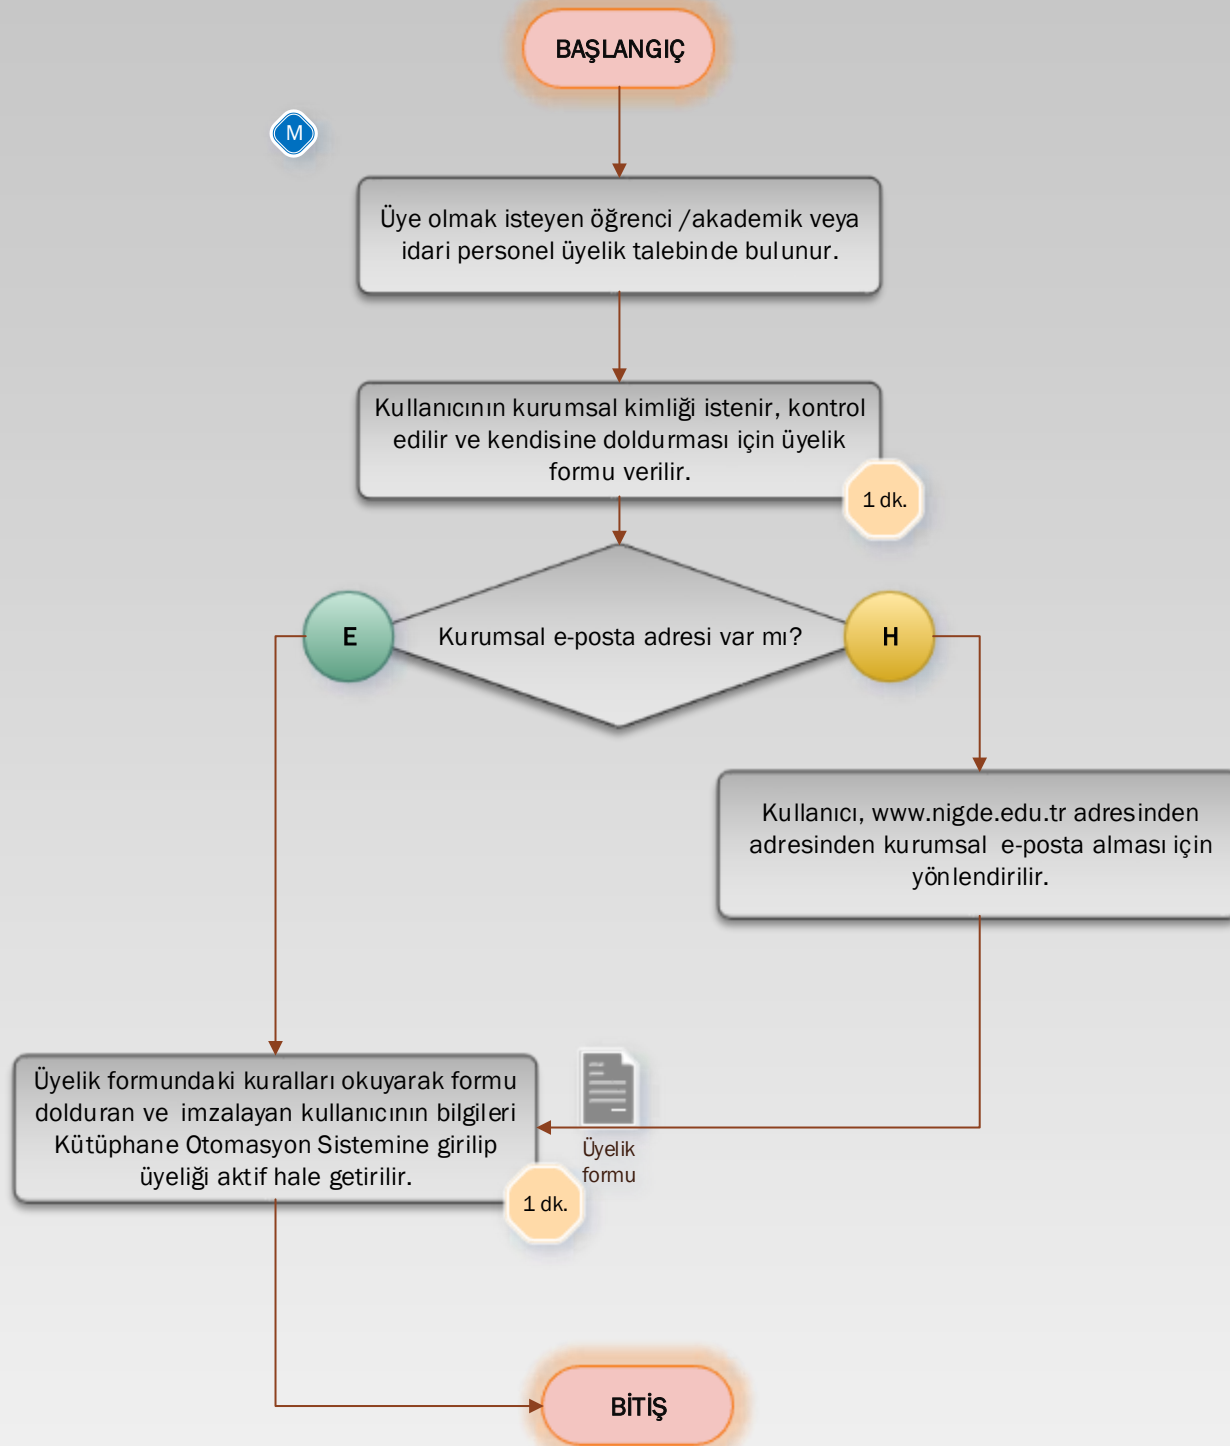 BAŞLANGIÇ
M
Üye olmak isteyen öğrenci /akademik veya
idari personel üyelik talebinde bulunur.
Kullanıcının kurumsal kimliği istenir, kontrol
edilir ve kendisine doldurması için üyelik
formu verilir.
1 dk.
E
Kurumsal e-posta adresi var mı?
H
Kullanıcı, www.nigde.edu.tr adresinden
adresinden kurumsal e-posta alması için
yönlendirilir.
Üyelik formundaki kuralları okuyarak formu
dolduran ve imzalayan kullanıcının bilgileri
Kütüphane Otomasyon Sistemine girilip
üyeliği aktif hale getirilir.
Üyelik
formu
1 dk.
BİTİŞ